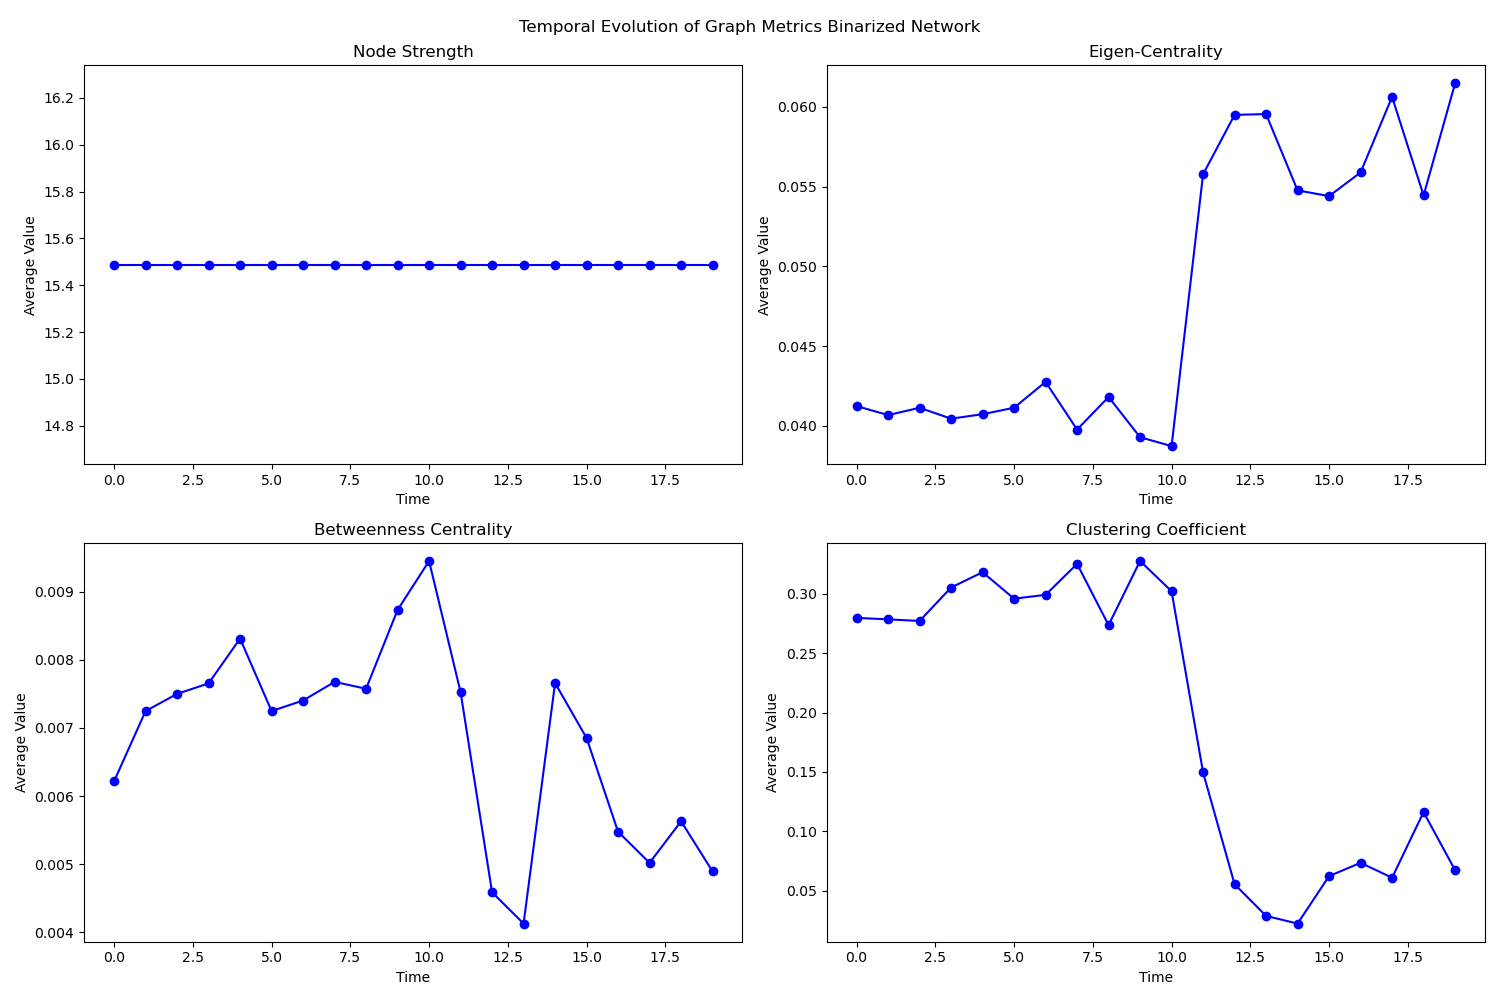 Temporal Evolution of Graph Metrics Binarized Network
Node Strength
Average Value
16.2
16.0
15.8
15.6
15.4
15.2
15.0
14.8
0.0 2.5 5.0 7.5 10.0 12.5 15.0 17.5
Time
Eigen-Centrality
Average Value
0.060
0.055
0.050
0.045
0.040
0.0 2.5 5.0 7.5 10.0 12.5 15.0 17.5
Time
Betweenness Centrality
Average Value
0.009
0.008
0.007
0.006
0.005
0.004
0.0 2.5 5.0 7.5 10.0 12.5 15.0 17.5
Time
Clustering Coefficient
Average Value
0.30
0.25
0.20
0.15
0.10
0.05
0.0 2.5 5.0 7.5 10.0 12.5 15.0 17.5
Time